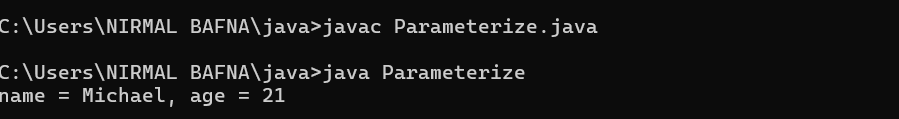 C:\Users\NIRMAL BAFNA\java>javac Parameterize.java
C:\Users\NIRMAL BAFNA\java>java Parameterize
name = Michael, age = 21